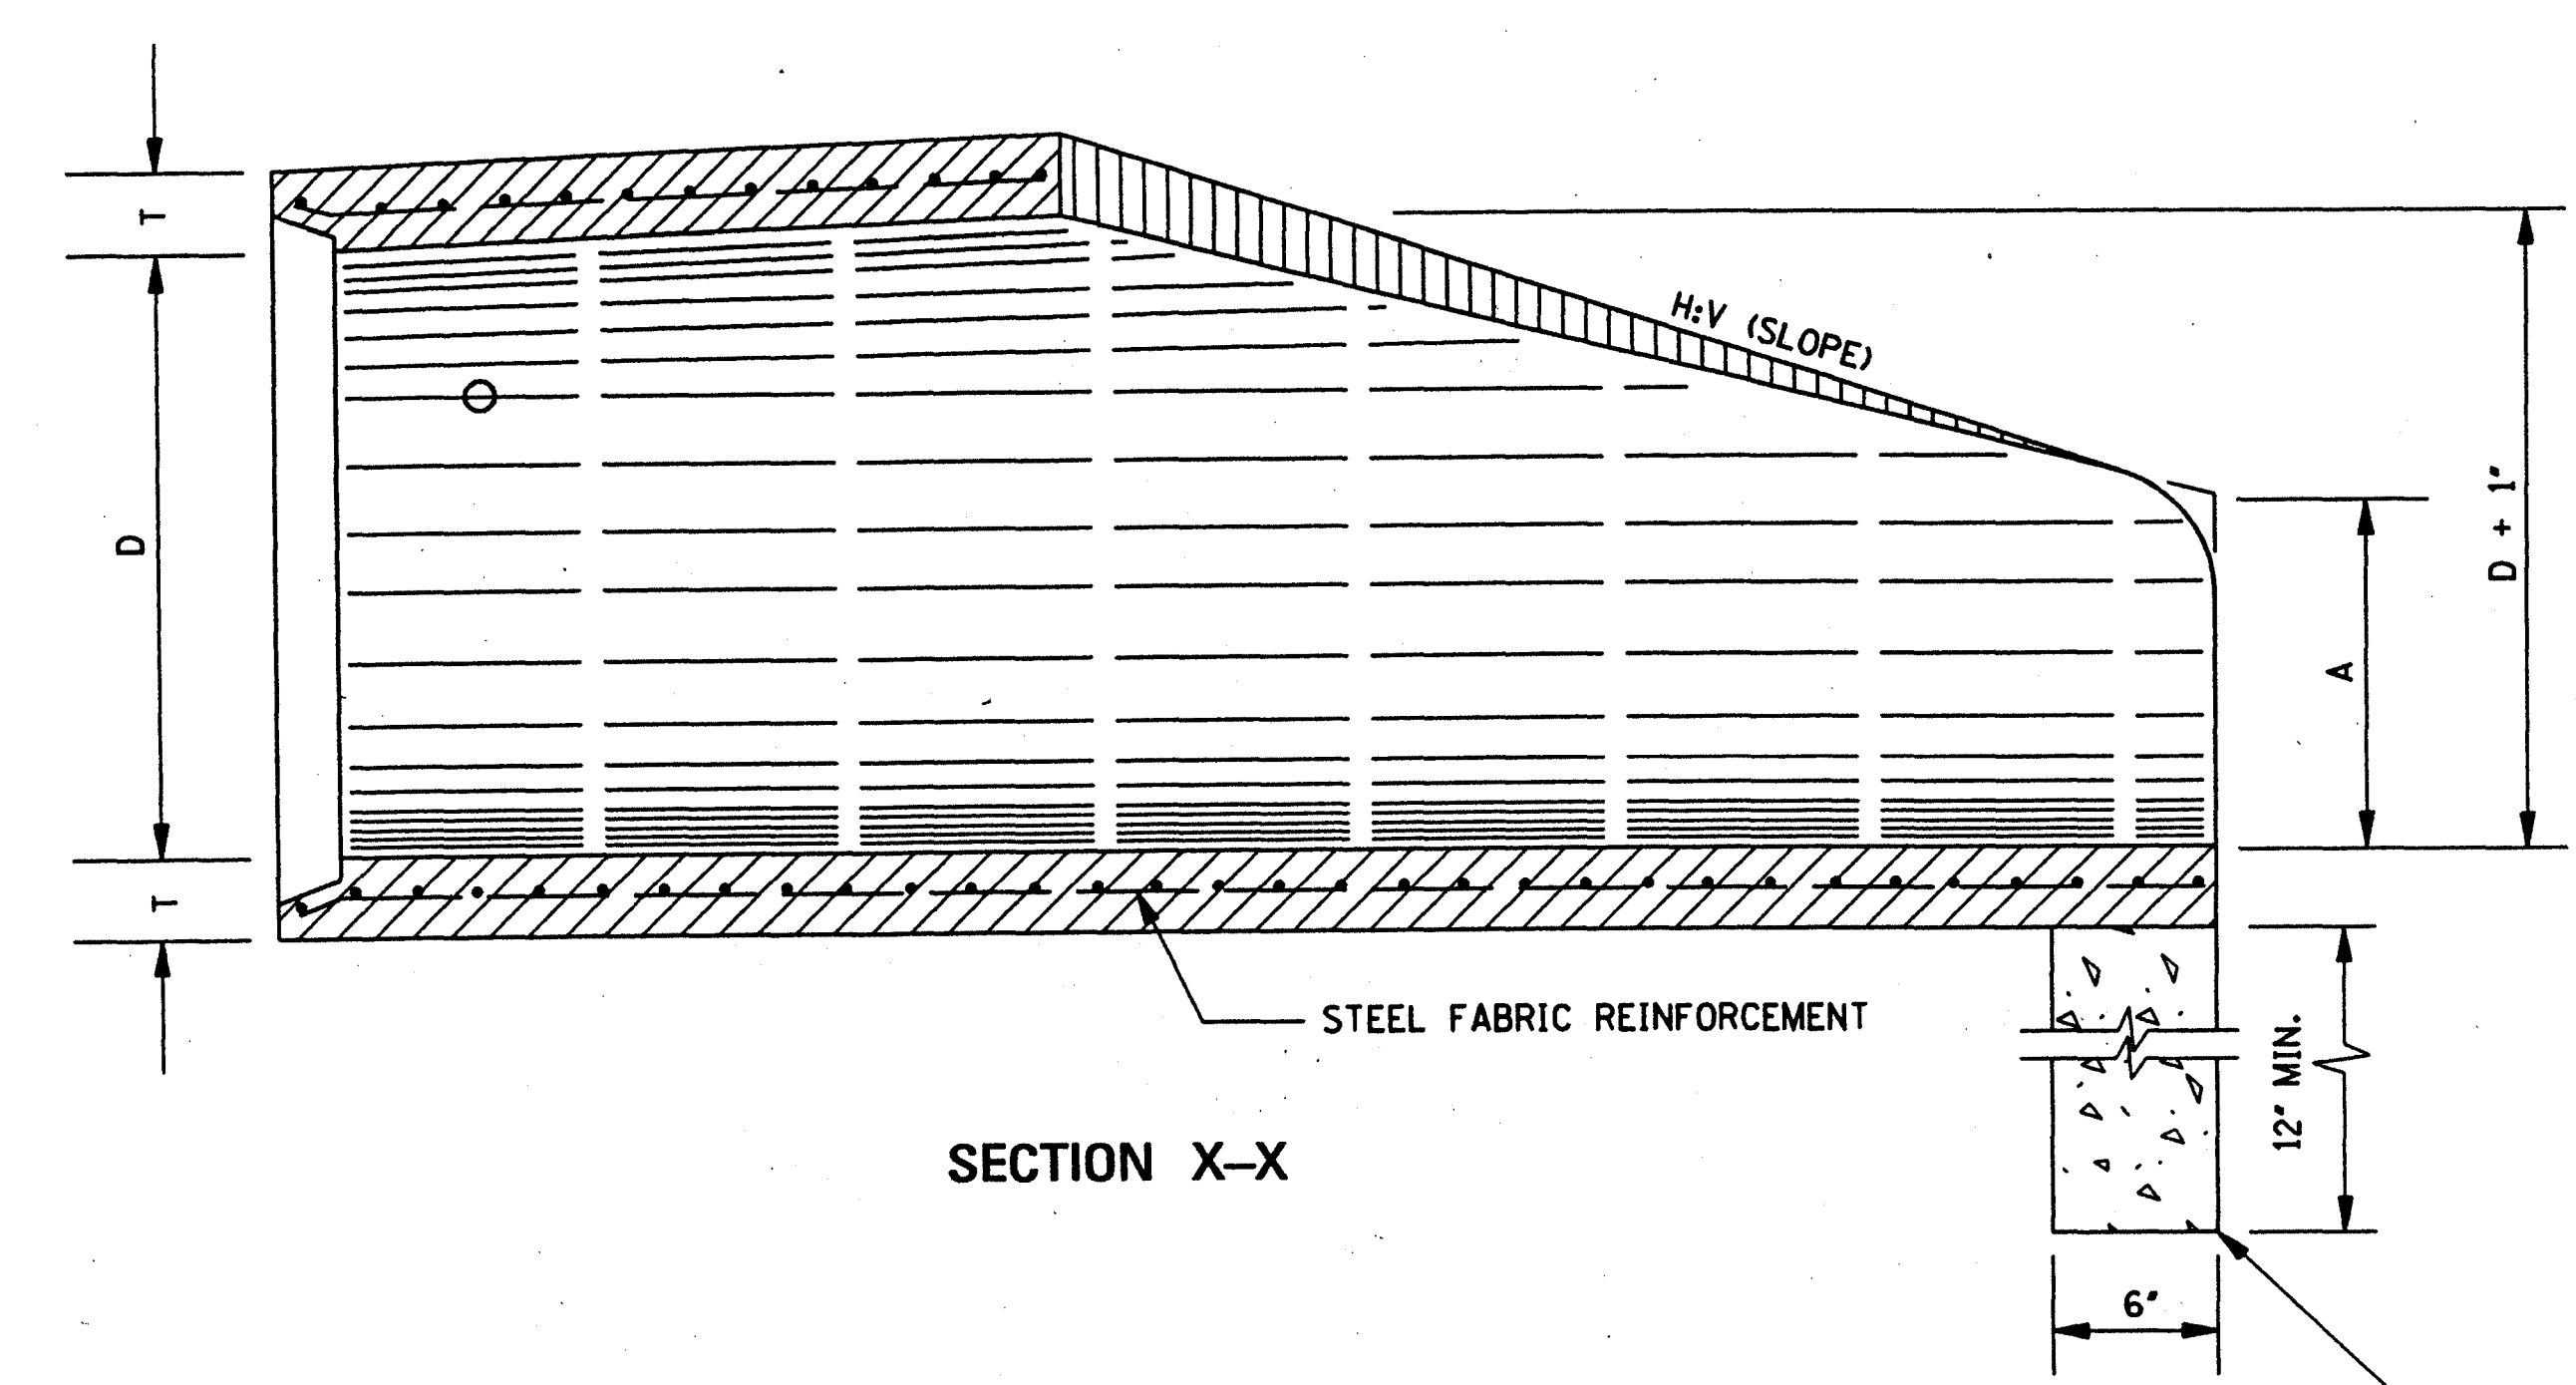 T
D
T
H:V (SLOPE)
D + 1"
A
STEEL FABRIC REINFORCEMENT
12" MIN.
6"
SECTION X–X